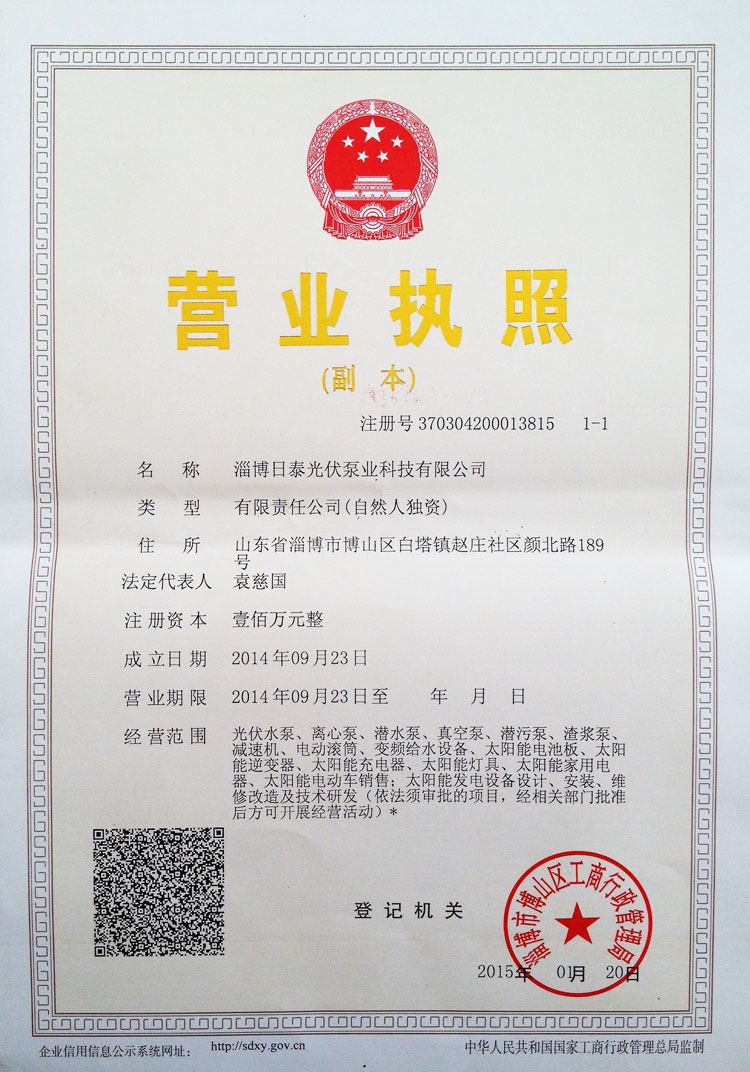 营业执照
(副 本)
注册号 370304200013815 1-1
名 称 淄博日泰光伏泵业科技有限公司
类 型 有限责任公司(自然人独资)
住 所 山东省淄博市博山区白塔镇赵庄社区颜北路189
号
法定代表人 袁慈国
注册资本 壹佰万元整
成立日期 2014年09月23日
营业期限 2014年09月23日至 年 月 日
经营范围 光伏水泵、离心泵、潜水泵、真空泵、潜污泵、渣浆泵、
减速机、电动滚筒、变频给水设备、太阳能电池板、太阳
能逆变器、太阳能充电器、太阳能灯具、太阳能家用电
器、太阳能电动车销售；太阳能发电设备设计、安装、维
修改造及技术研发（依法须审批的项目，经相关部门批准
后方可开展经营活动）*
登记机关
淄博市博山区工商行政管理局
2015年 01月 20日
企业信用信息公示系统网址： http://sdxy.gov.cn
中华人民共和国国家工商行政管理总局监制